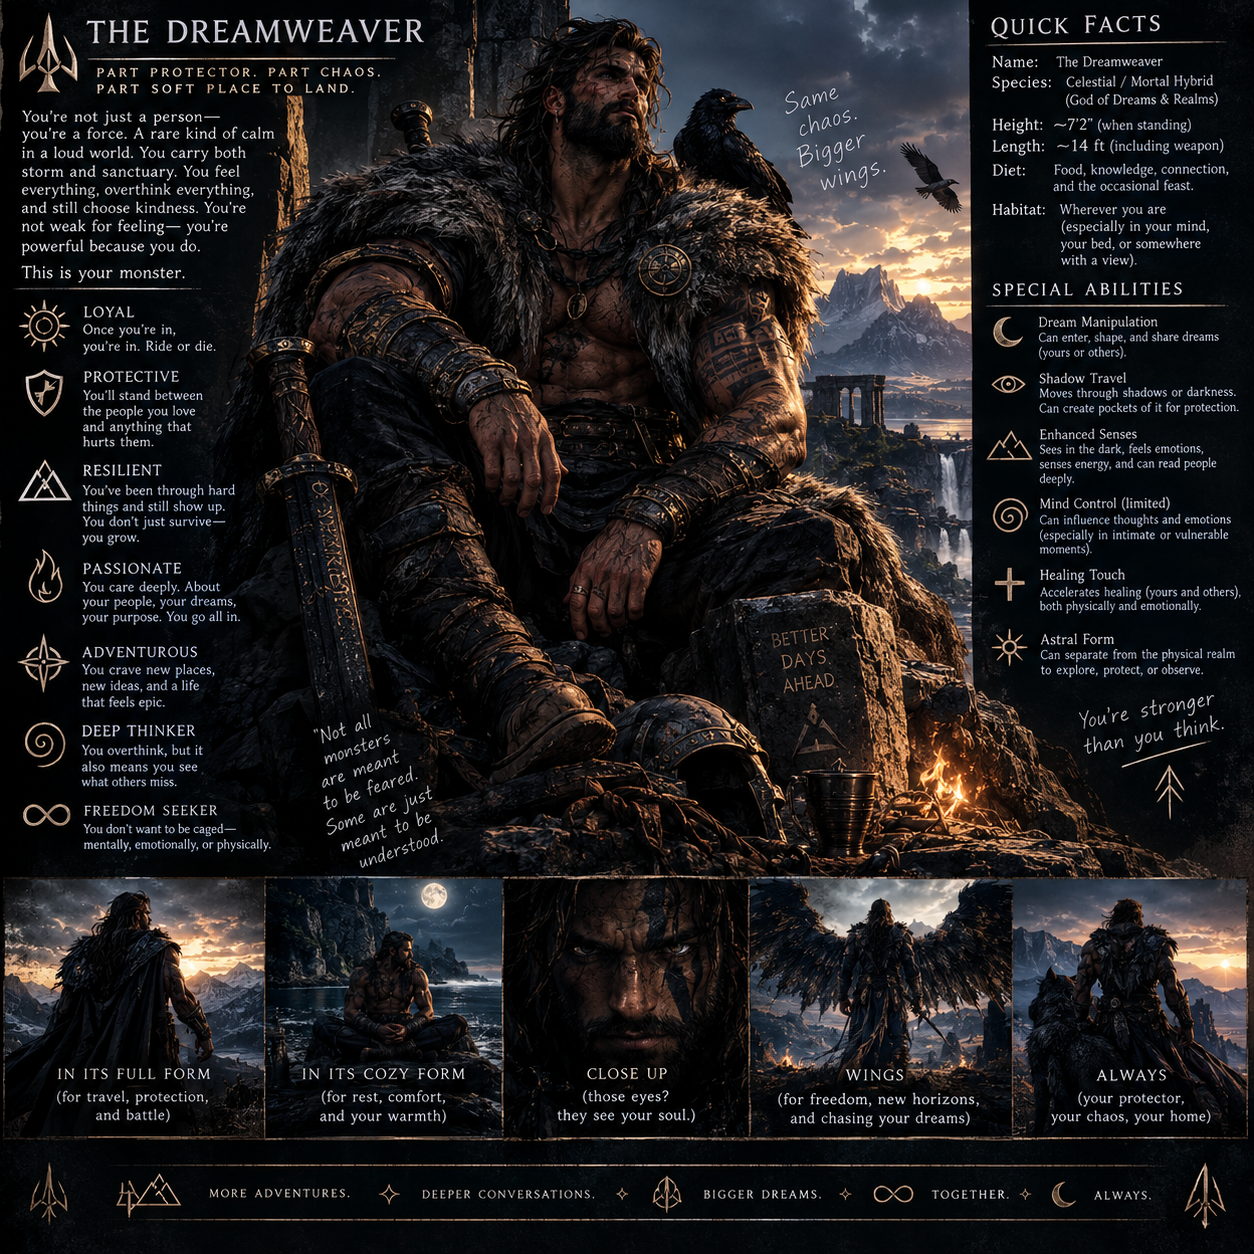 THE DREAMWEAVER
PART PROTECTOR. PART CHAOS.
PART SOFT PLACE TO LAND.
You're not just a person—
you're a force. A rare kind of calm
in a loud world. You carry both
storm and sanctuary. You feel
everything, overthink everything,
and still choose kindness. You're
not weak for feeling— you're
powerful because you do.
This is your monster.
LOYAL
Once you're in,
you're in. Ride or die.
PROTECTIVE
You'll stand between
the people you love
and anything that
hurts them.
RESILIENT
You've been through hard
things and still show up.
You don't just survive—
you grow.
PASSIONATE
You care deeply. About
your people, your dreams,
your purpose. You go all in.
ADVENTUROUS
You crave new places,
new ideas, and a life
that feels epic.
DEEP THINKER
You overthink, but it
also means you see
what others miss.
FREEDOM SEEKER
You don't want to be caged—
mentally, emotionally, or physically.
Same
chaos.
Bigger
wings.
BETTER
DAYS
AHEAD
"Not all
monsters
are meant
to be feared.
Some are just
meant to be
understood.
QUICK FACTS
Name: The Dreamweaver
Species: Celestial / Mortal Hybrid
(God of Dreams & Realms)
Height: ~7'2" (when standing)
Length: ~14 ft (including weapon)
Diet: Food, knowledge, connection,
and the occasional feast.
Habitat: Wherever you are
(especially in your mind,
your bed, or somewhere
with a view).
SPECIAL ABILITIES
Dream Manipulation
Can enter, shape, and share dreams
(yours or others).
Shadow Travel
Moves through shadows or darkness.
Can create pockets of it for protection.
Enhanced Senses
Sees in the dark, feels emotions,
senses energy, and can read people
deeply.
Mind Control (limited)
Can influence thoughts and emotions
(especially in intimate or vulnerable
moments).
Healing Touch
Accelerates healing (yours and others),
both physically and emotionally.
Astral Form
Can separate from the physical realm
to explore, protect, or observe.
You're stronger
than you think.
IN ITS FULL FORM
(for travel, protection,
and battle)
IN ITS COZY FORM
(for rest, comfort,
and your warmth)
CLOSE UP
(those eyes?
they see your soul.)
WINGS
(for freedom, new horizons,
and chasing your dreams)
ALWAYS
(your protector,
your chaos, your home)
MORE ADVENTURES. DEEPER CONVERSATIONS. BIGGER DREAMS. TOGETHER. ALWAYS.